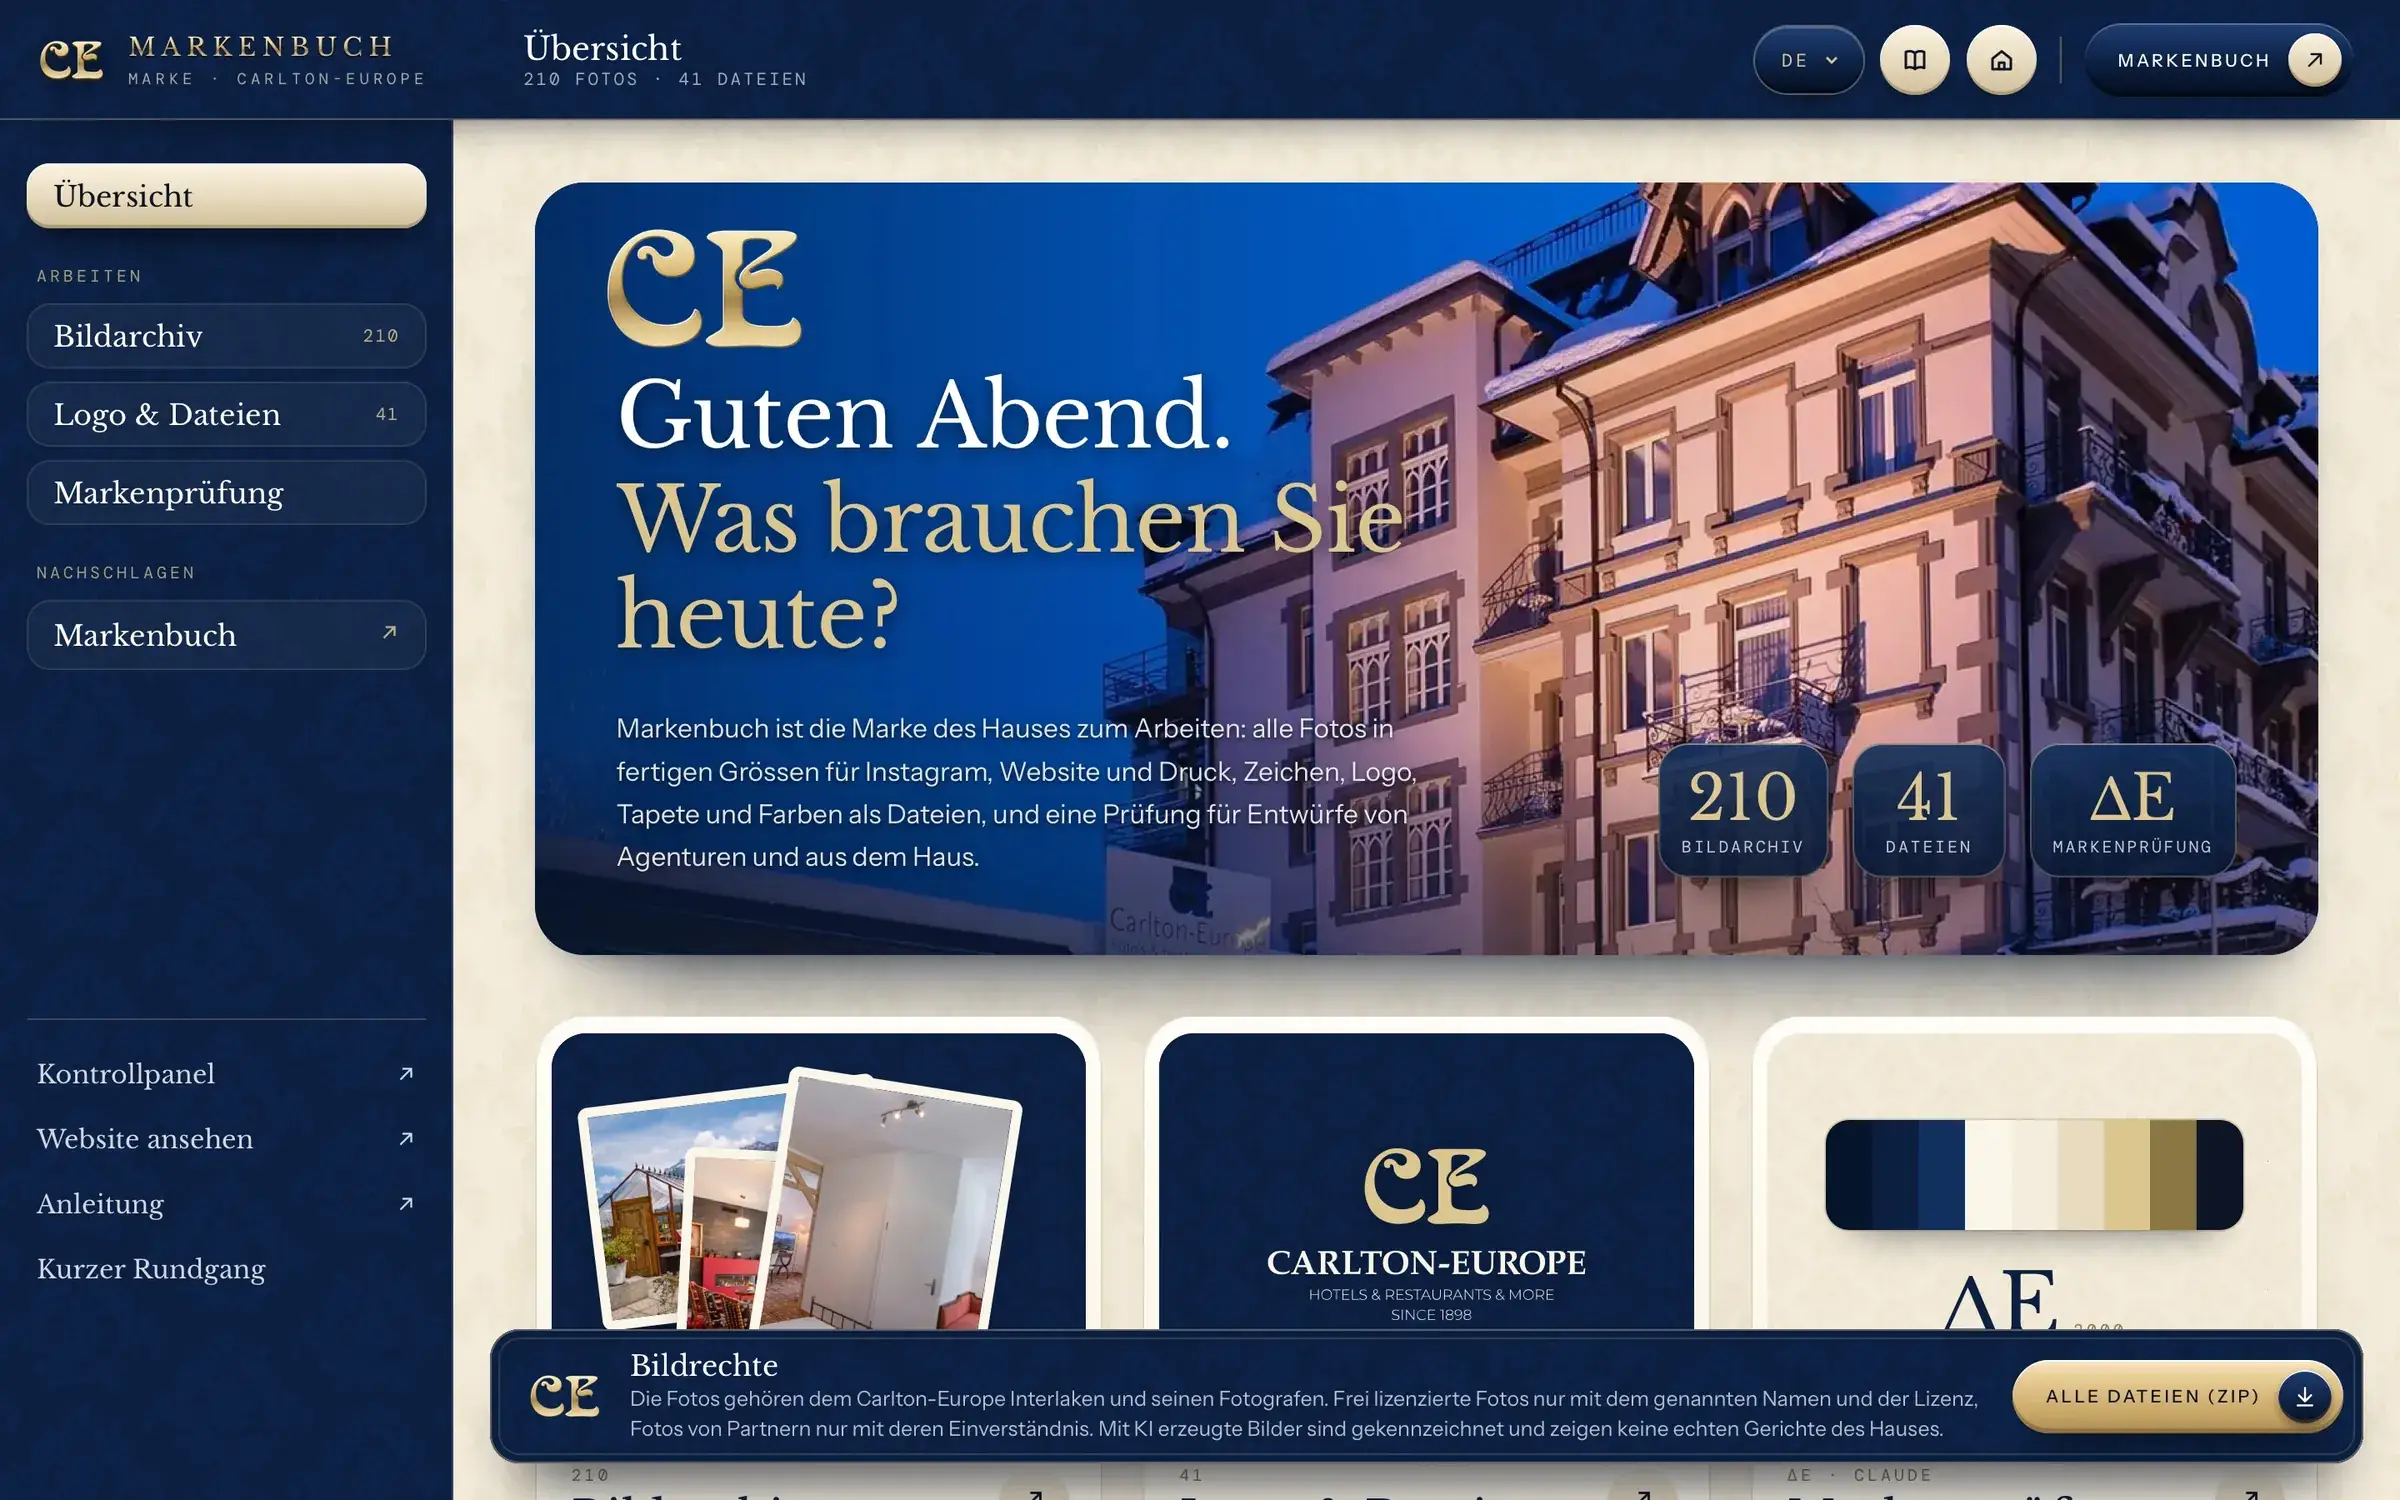 CE
MARKENBUCH
MARKE · CARLTON-EUROPE
Übersicht
210 FOTOS · 41 DATEIEN
DE
MARKENBUCH
Übersicht
ARBEITEN
Bildarchiv 210
Logo & Dateien 41
Markenprüfung
NACHSCHLAGEN
Markenbuch
Kontrollpanel
Website ansehen
Anleitung
Kurzer Rundgang
CE
Guten Abend.
Was brauchen Sie
heute?
Markenbuch ist die Marke des Hauses zum Arbeiten: alle Fotos in
fertigen Grössen für Instagram, Website und Druck, Zeichen, Logo,
Tapete und Farben als Dateien, und eine Prüfung für Entwürfe von
Agenturen und aus dem Haus.
210
BILDARCHIV
41
DATEIEN
ΔE
MARKENPRÜFUNG
CE
Carlton-Europe
CE
CARLTON-EUROPE
HOTELS & RESTAURANTS & MORE
SINCE 1898
ΔE 2000
CE
Bildrechte
Die Fotos gehören dem Carlton-Europe Interlaken und seinen Fotografen. Frei lizenzierte Fotos nur mit dem genannten Namen und der Lizenz,
Fotos von Partnern nur mit deren Einverständnis. Mit KI erzeugte Bilder sind gekennzeichnet und zeigen keine echten Gerichte des Hauses.
ALLE DATEIEN (ZIP)
210
41
ΔE · CLAUDE